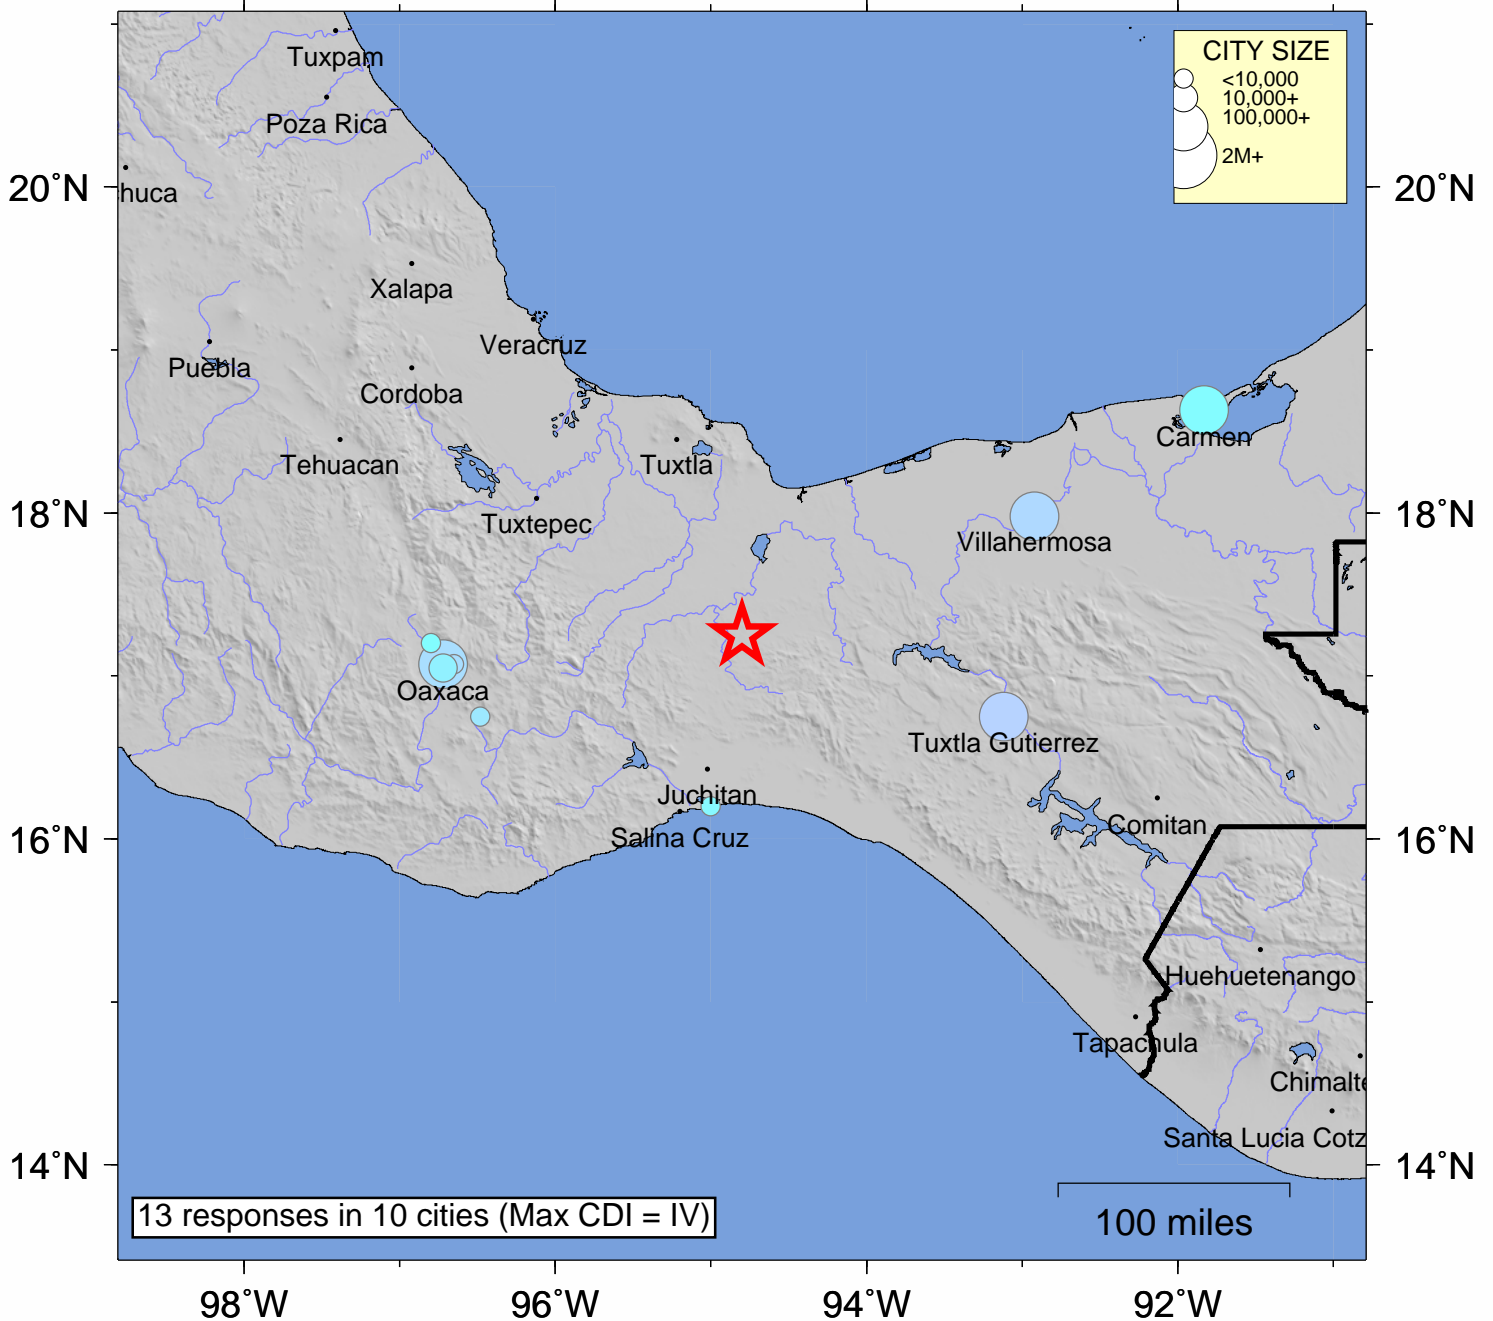 Tuxpam
CITY SIZE
<10,000
10,000+
100,000+
2M+
Poza Rica
20°N
huca
20°N
Xalapa
Veracruz
Puebla
Cordoba
Carmen
Tehuacan
Tuxtla
18°N
Tuxtepec
Villahermosa
18°N
Oaxaca
Tuxtla Gutierrez
Juchitan
Comitan
16°N
Salina Cruz
16°N
Huehuetenango
Tapachula
Chimalte
Santa Lucia Cotz
14°N
14°N
13 responses in 10 cities (Max CDI = IV)
100 miles
98°W
96°W
94°W
92°W